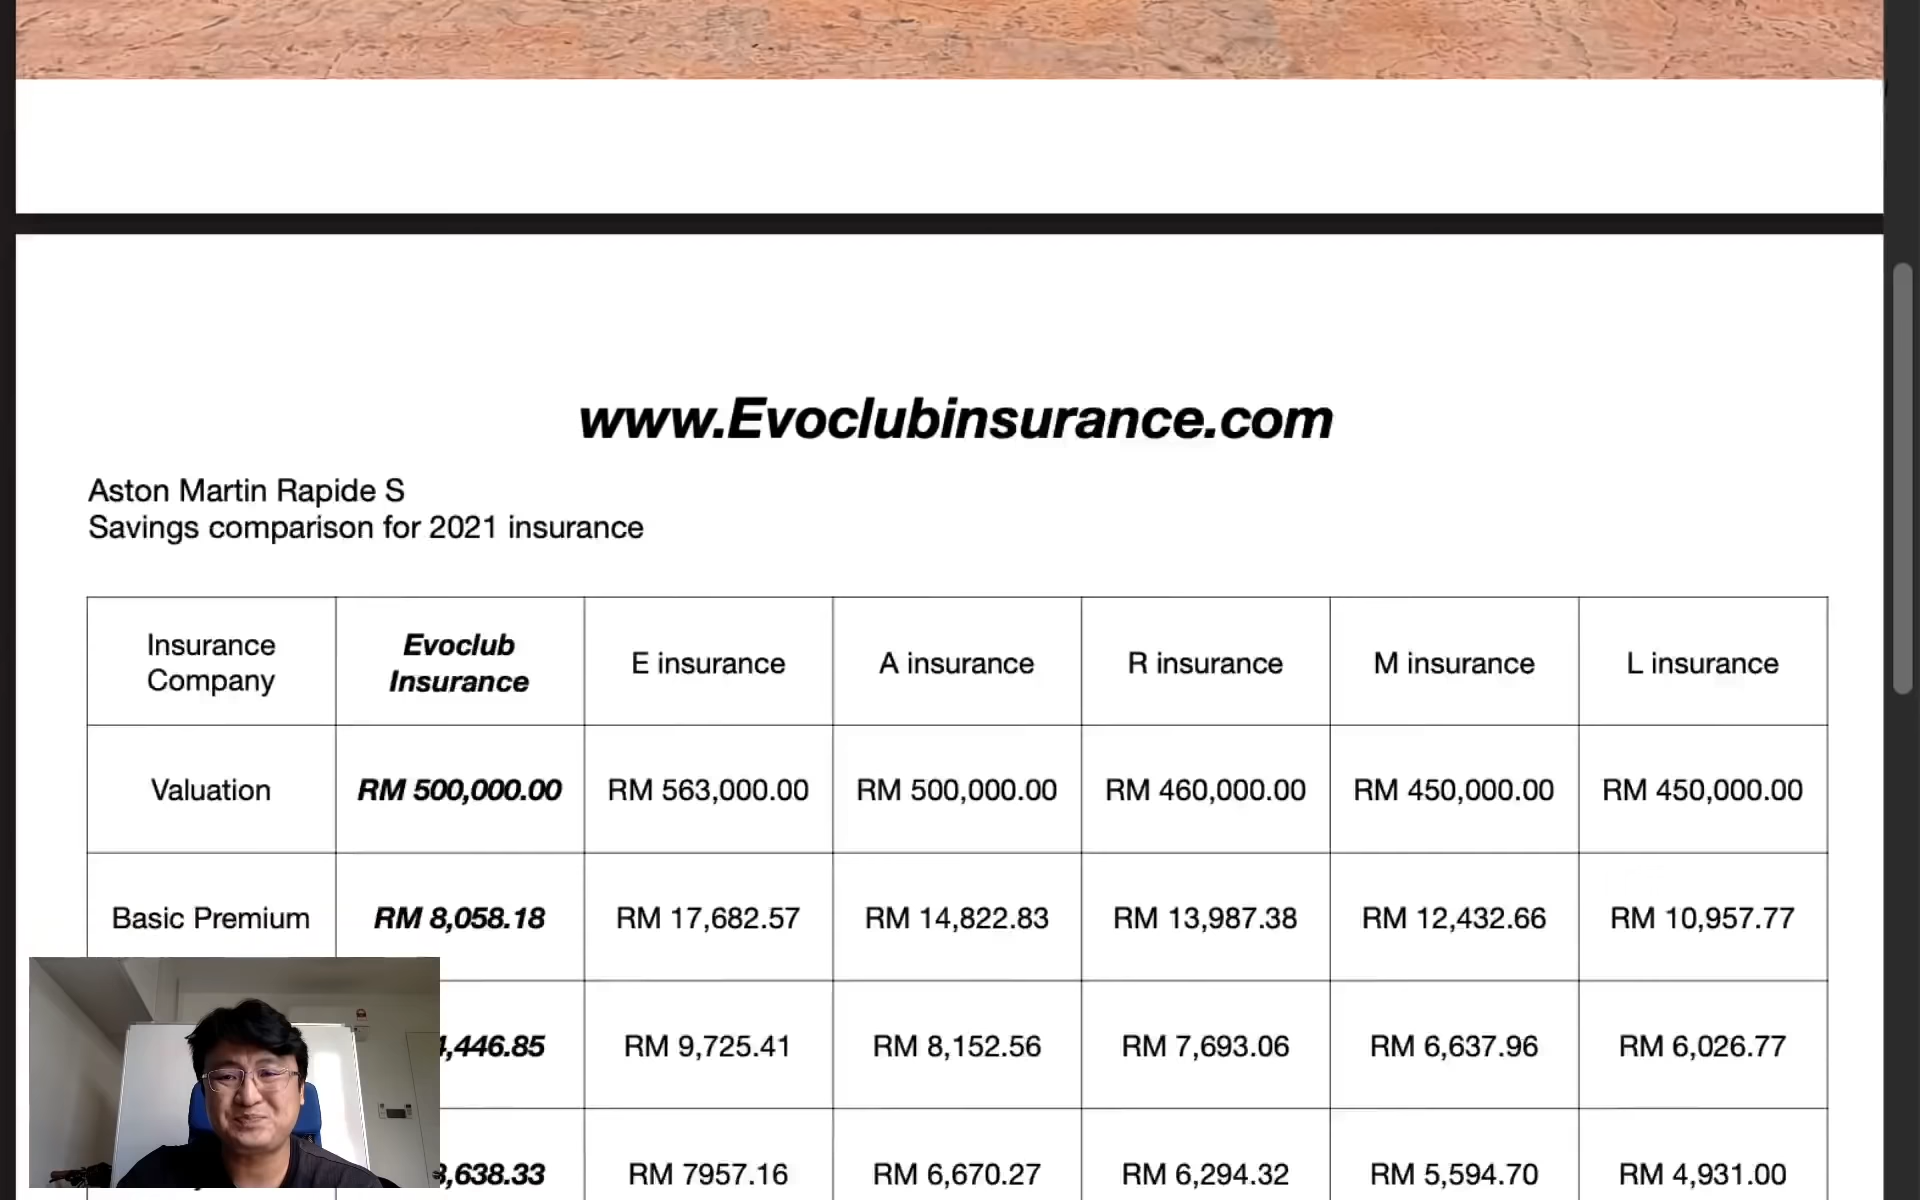 www.Evoclubinsurance.com
Aston Martin Rapide S
Savings comparison for 2021 insurance
Insurance Company Evoclub Insurance E insurance A insurance R insurance M insurance L insurance
Valuation RM 500,000.00 RM 563,000.00 RM 500,000.00 RM 460,000.00 RM 450,000.00 RM 450,000.00
Basic Premium RM 8,058.18 RM 17,682.57 RM 14,822.83 RM 13,987.38 RM 12,432.66 RM 10,957.77
,446.85 RM 9,725.41 RM 8,152.56 RM 7,693.06 RM 6,637.96 RM 6,026.77
,638.33 RM 7957.16 RM 6,670.27 RM 6,294.32 RM 5,594.70 RM 4,931.00